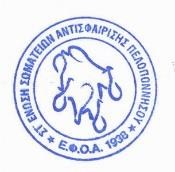 ΣΤ' ΕΝΩΣΗ ΣΩΜΑΤΕΙΩΝ ΑΝΤΙΣΦΑΙΡΙΣΗΣ ΠΕΛΟΠΟΝΝΗΣΟΥ
★ Ε.Φ.Ο.Α. 1938 ★